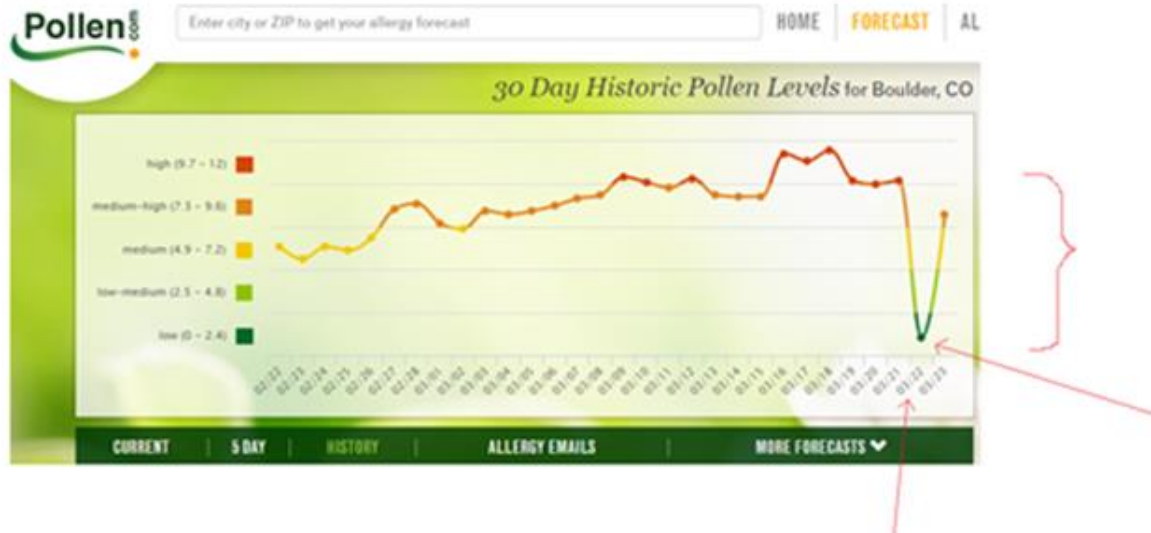 Pollen.com
Enter city or ZIP to get your allergy forecast
HOME FORECAST AL
30 Day Historic Pollen Levels for Boulder, CO
high (9.7 – 12)
medium-high (7.3 – 9.6)
medium (4.9 – 7.2)
low-medium (2.5 – 4.8)
low (0 – 2.4)
02/22 02/23 02/24 02/25 02/26 02/27 02/28 03/01 03/02 03/03 03/04 03/05 03/06 03/07 03/08 03/09 03/10 03/11 03/12 03/13 03/14 03/15 03/16 03/17 03/18 03/19 03/20 03/21 03/22 03/23
CURRENT 5 DAY HISTORY ALLERGY EMAILS MORE FORECASTS